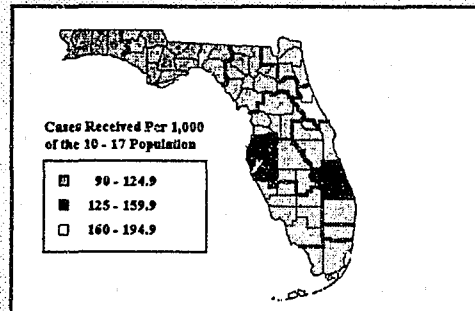 Cases Received Per 1,000
of the 10 - 17 Population
90 - 124.9
125 - 159.9
160 - 194.9